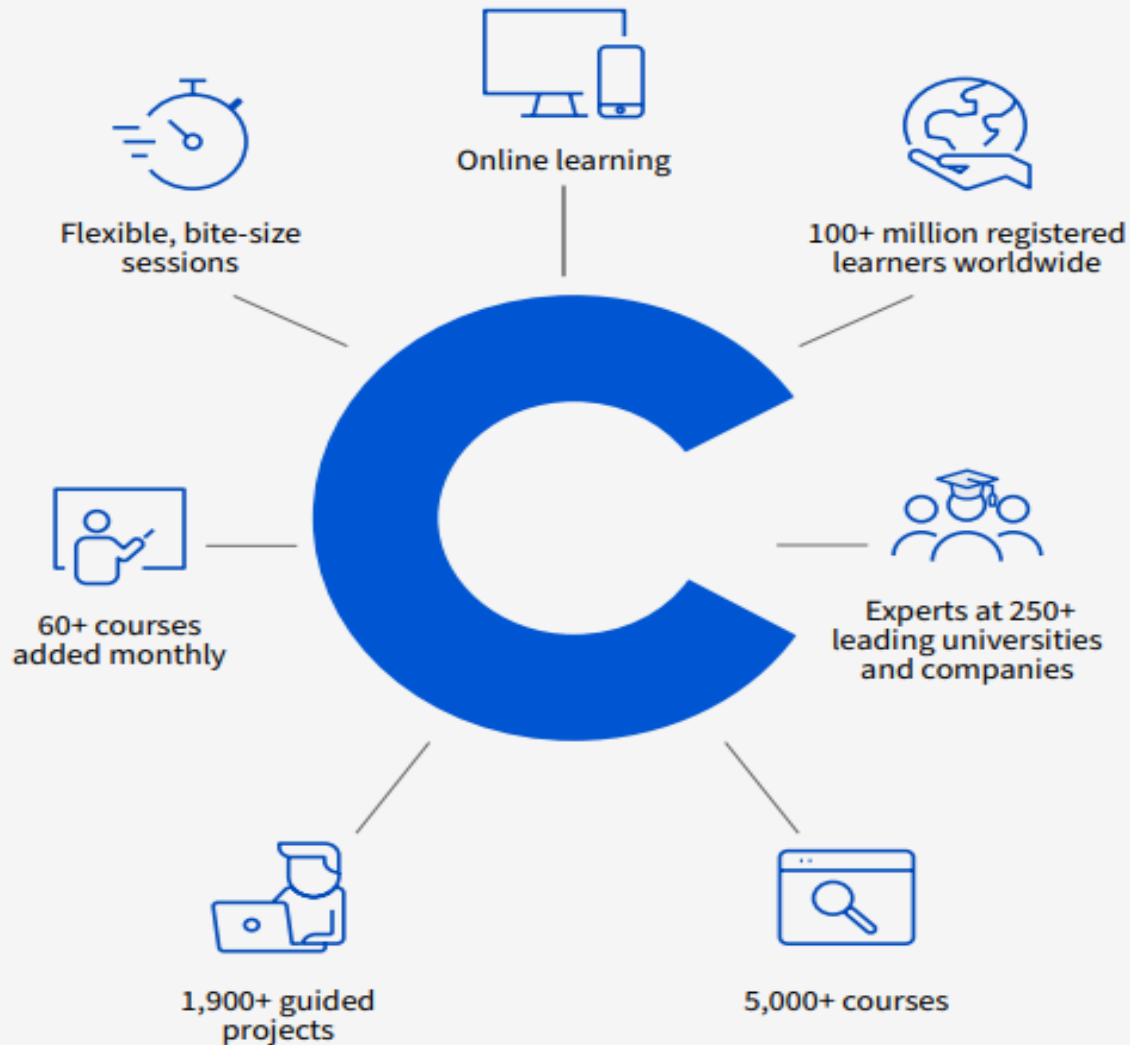 Online learning
Flexible, bite-size
sessions
100+ million registered
learners worldwide
C
60+ courses
added monthly
Experts at 250+
leading universities
and companies
1,900+ guided
projects
5,000+ courses